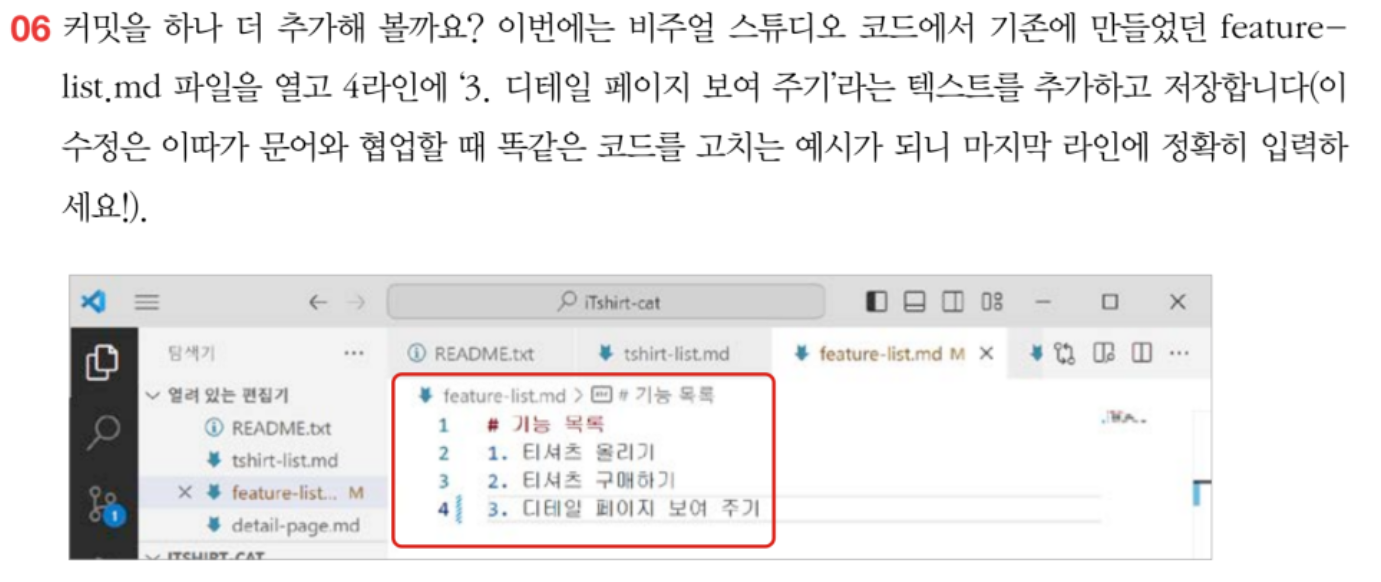 06 커밋을 하나 더 추가해 볼까요? 이번에는 비주얼 스튜디오 코드에서 기존에 만들었던 feature-
list.md 파일을 열고 4라인에 ‘3. 디테일 페이지 보여 주기’라는 텍스트를 추가하고 저장합니다(이
수정은 이따가 문어와 협업할 때 똑같은 코드를 고치는 예시가 되니 마지막 라인에 정확히 입력하
세요!).
iTshirt-cat
탐색기 ··· README.txt tshirt-list.md feature-list.md M ···
열려 있는 편집기 feature-list.md > # 기능 목록
README.txt 1 # 기능 목록
tshirt-list.md 2 1. 티셔츠 올리기
feature-list... M 3 2. 티셔츠 구매하기
1 4 3. 디테일 페이지 보여 주기
detail-page.md
ITSHIRT-CAT